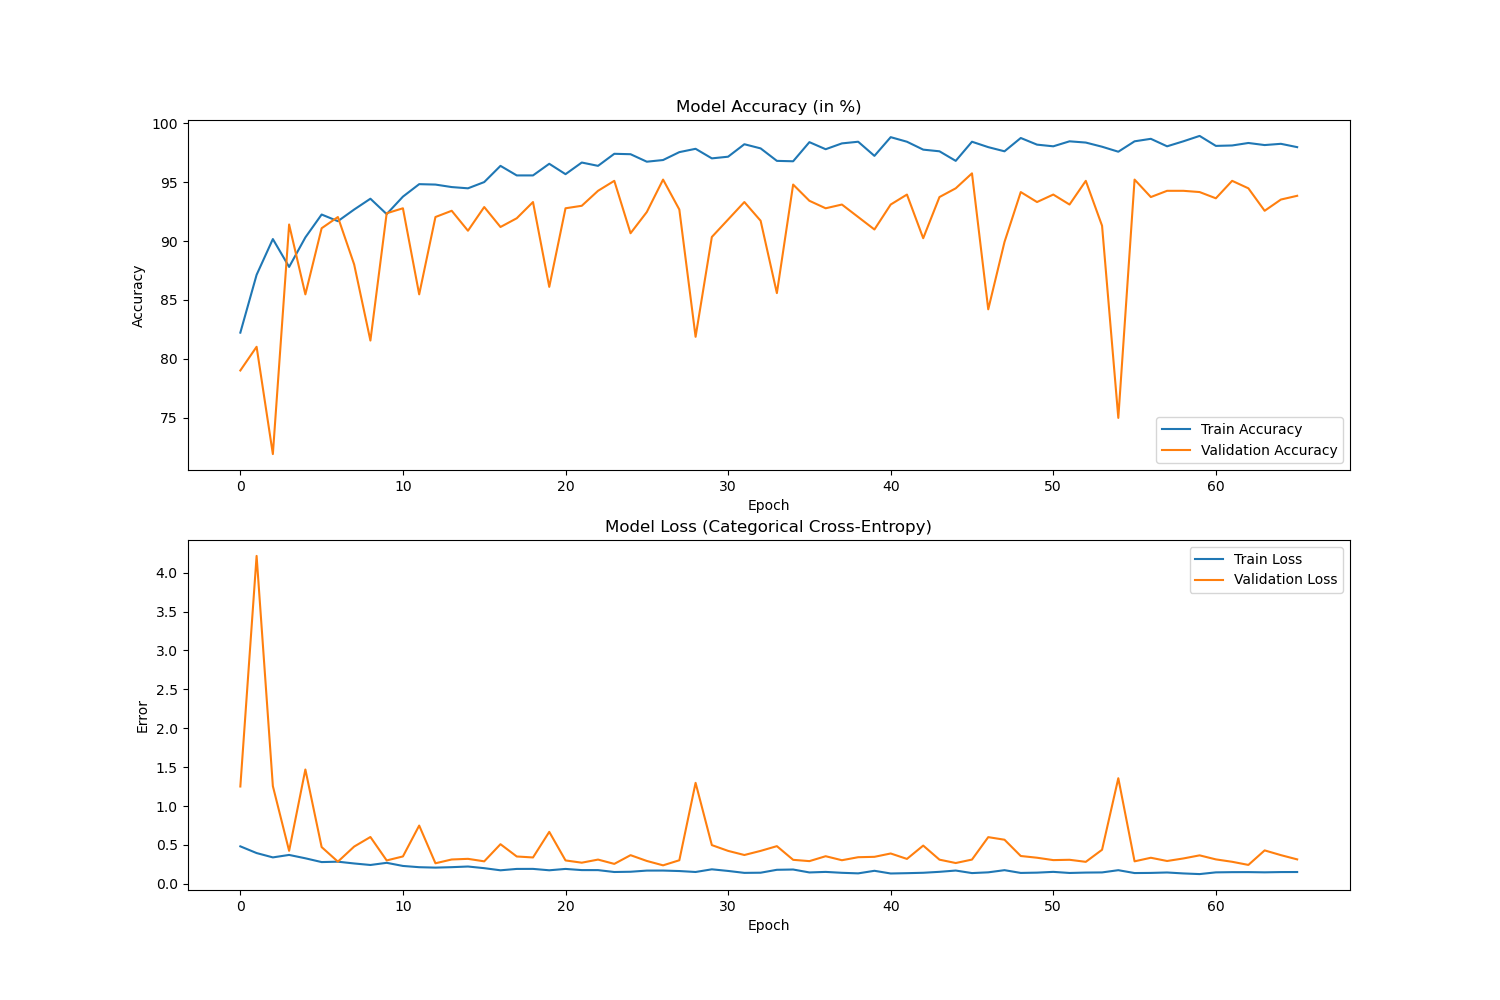 Model Accuracy (in %)
100
95
90
85
80
75
Accuracy
Train Accuracy
Validation Accuracy
0 10 20 30 40 50 60
Epoch
Model Loss (Categorical Cross-Entropy)
Train Loss
Validation Loss
4.0
3.5
3.0
2.5
2.0
1.5
1.0
0.5
0.0
Error
0 10 20 30 40 50 60
Epoch